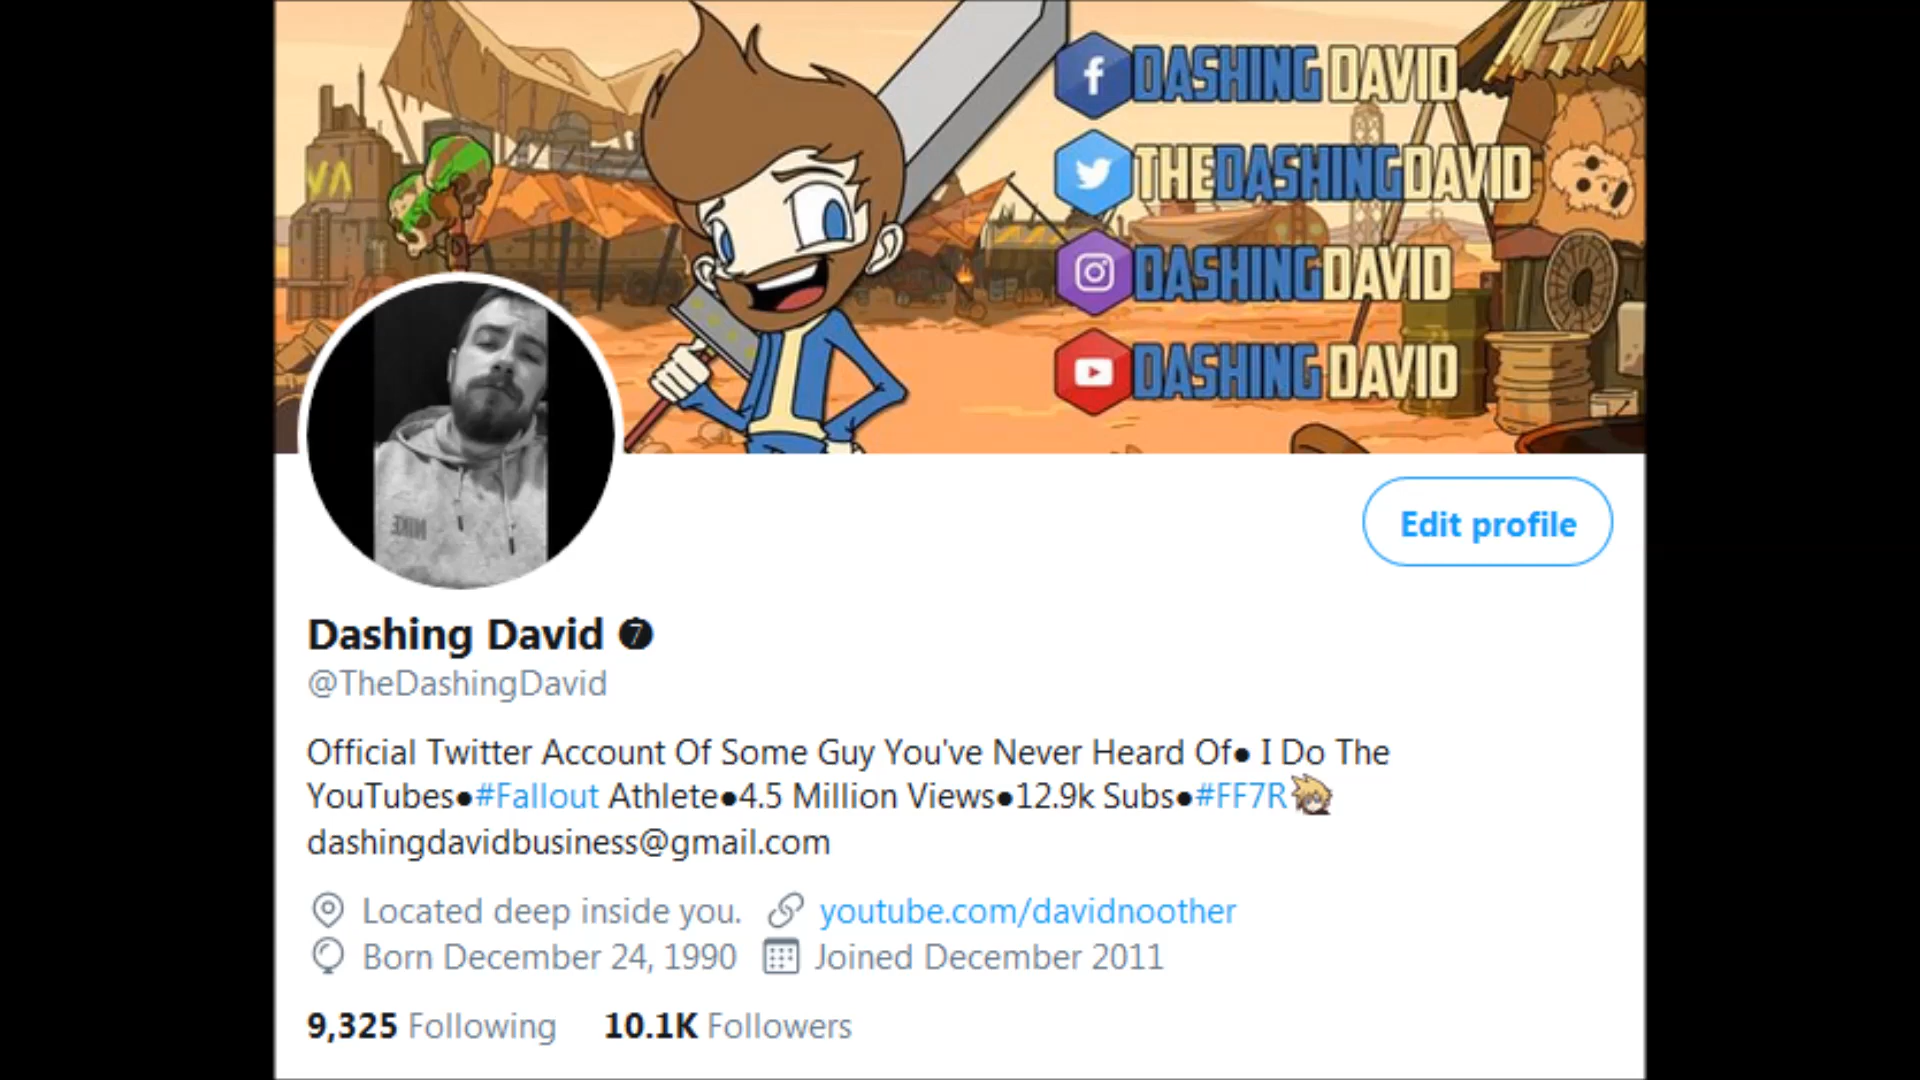 DASHING DAVID
THEDASHINGDAVID
DASHINGDAVID
DASHING DAVID
NIKE
Edit profile
Dashing David ❼
@TheDashingDavid
Official Twitter Account Of Some Guy You've Never Heard Of● I Do The
YouTubes●#Fallout Athlete●4.5 Million Views●12.9k Subs●#FF7R
dashingdavidbusiness@gmail.com
Located deep inside you. youtube.com/davidnoother
Born December 24, 1990 Joined December 2011
9,325 Following 10.1K Followers